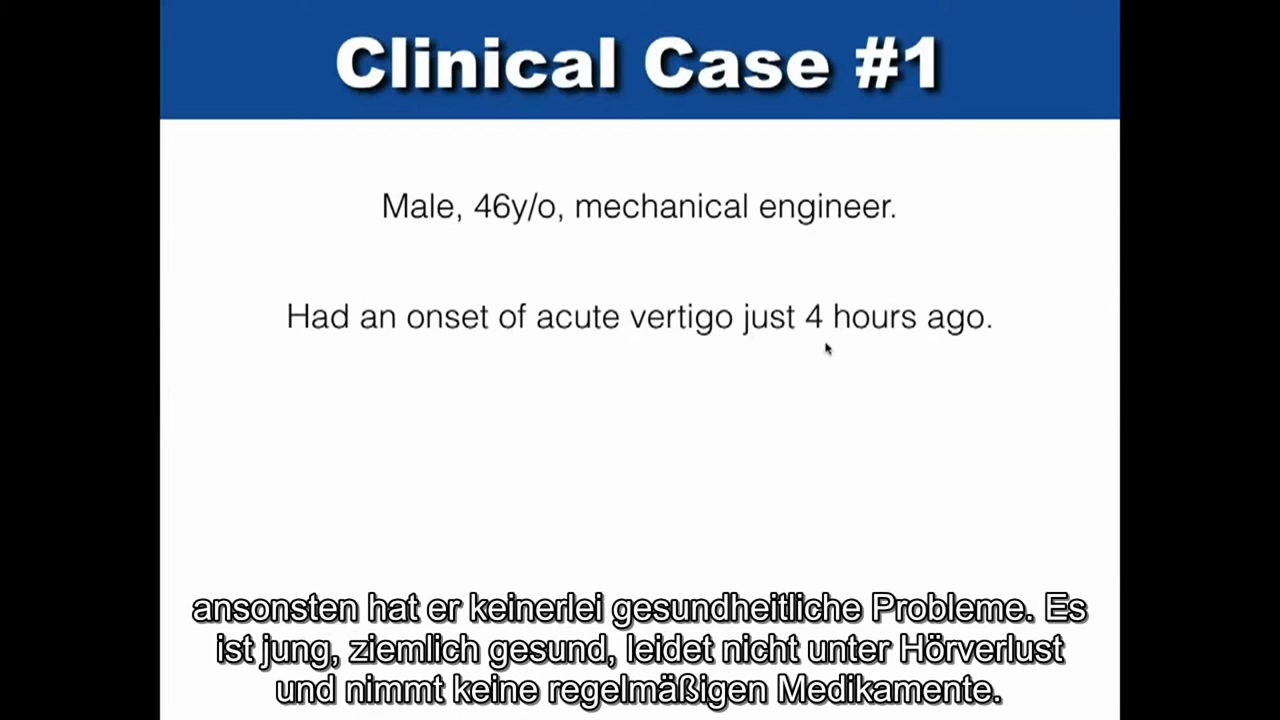 Clinical Case #1
Male, 46y/o, mechanical engineer.
Had an onset of acute vertigo just 4 hours ago.
ansonsten hat er keinerlei gesundheitliche Probleme. Es
ist jung, ziemlich gesund, leidet nicht unter Hörverlust
und nimmt keine regelmäßigen Medikamente.